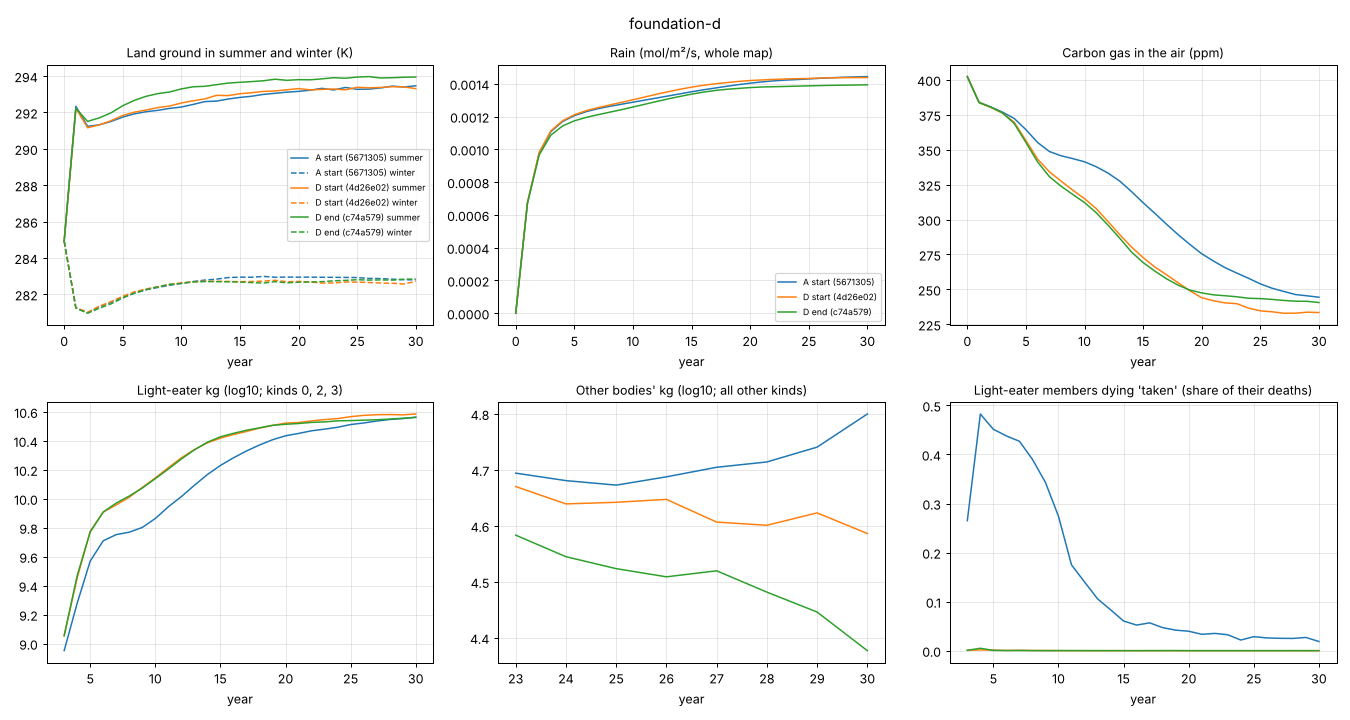 foundation-d
Land ground in summer and winter (K)
294
292
290
288
286
284
282
A start (5671305) summer
A start (5671305) winter
D start (4d26e02) summer
D start (4d26e02) winter
D end (c74a579) summer
D end (c74a579) winter
0 5 10 15 20 25 30
year
Rain (mol/m²/s, whole map)
0.0014
0.0012
0.0010
0.0008
0.0006
0.0004
0.0002
0.0000
A start (5671305)
D start (4d26e02)
D end (c74a579)
0 5 10 15 20 25 30
year
Carbon gas in the air (ppm)
400
375
350
325
300
275
250
225
0 5 10 15 20 25 30
year
Light-eater kg (log10; kinds 0, 2, 3)
10.6
10.4
10.2
10.0
9.8
9.6
9.4
9.2
9.0
5 10 15 20 25 30
year
Other bodies' kg (log10; all other kinds)
4.8
4.7
4.6
4.5
4.4
23 24 25 26 27 28 29 30
year
Light-eater members dying 'taken' (share of their deaths)
0.5
0.4
0.3
0.2
0.1
0.0
5 10 15 20 25 30
year